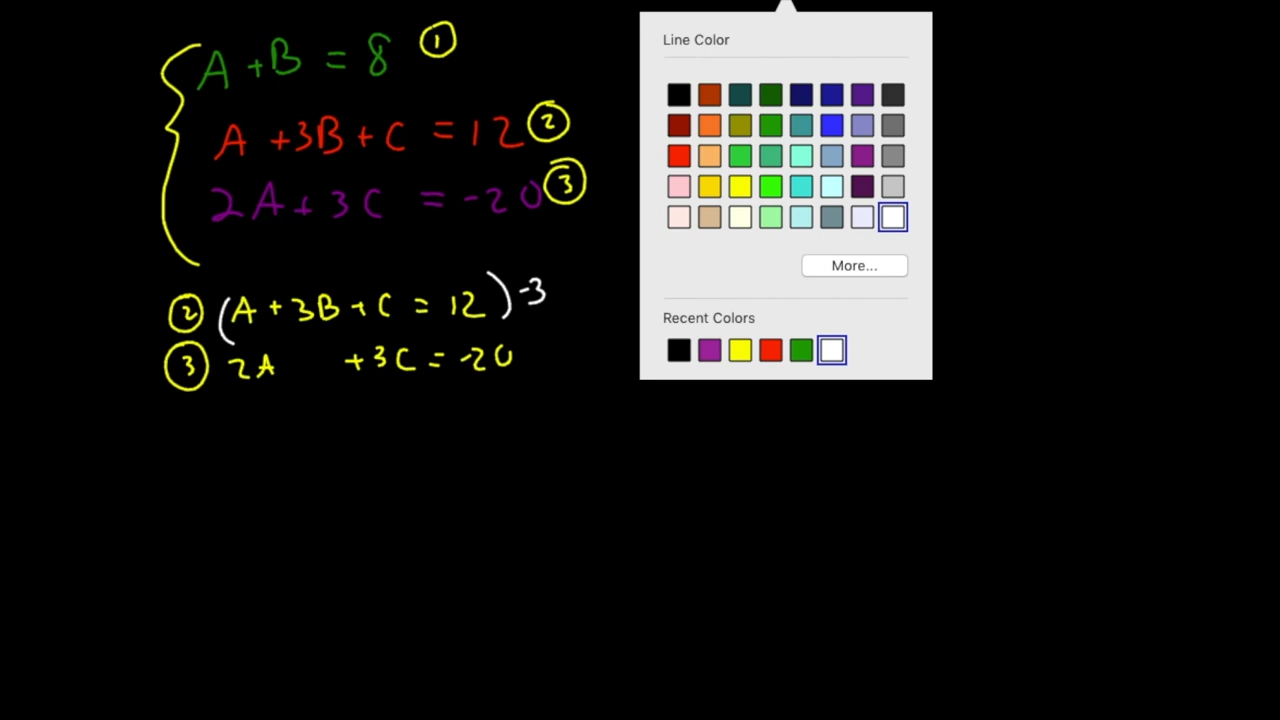 A + B = 8 ①
A + 3B + C = 12 ②
2A + 3C = -20 ③
② (A + 3B + C = 12) -3
③ 2A + 3C = -20
Line Color
More...
Recent Colors